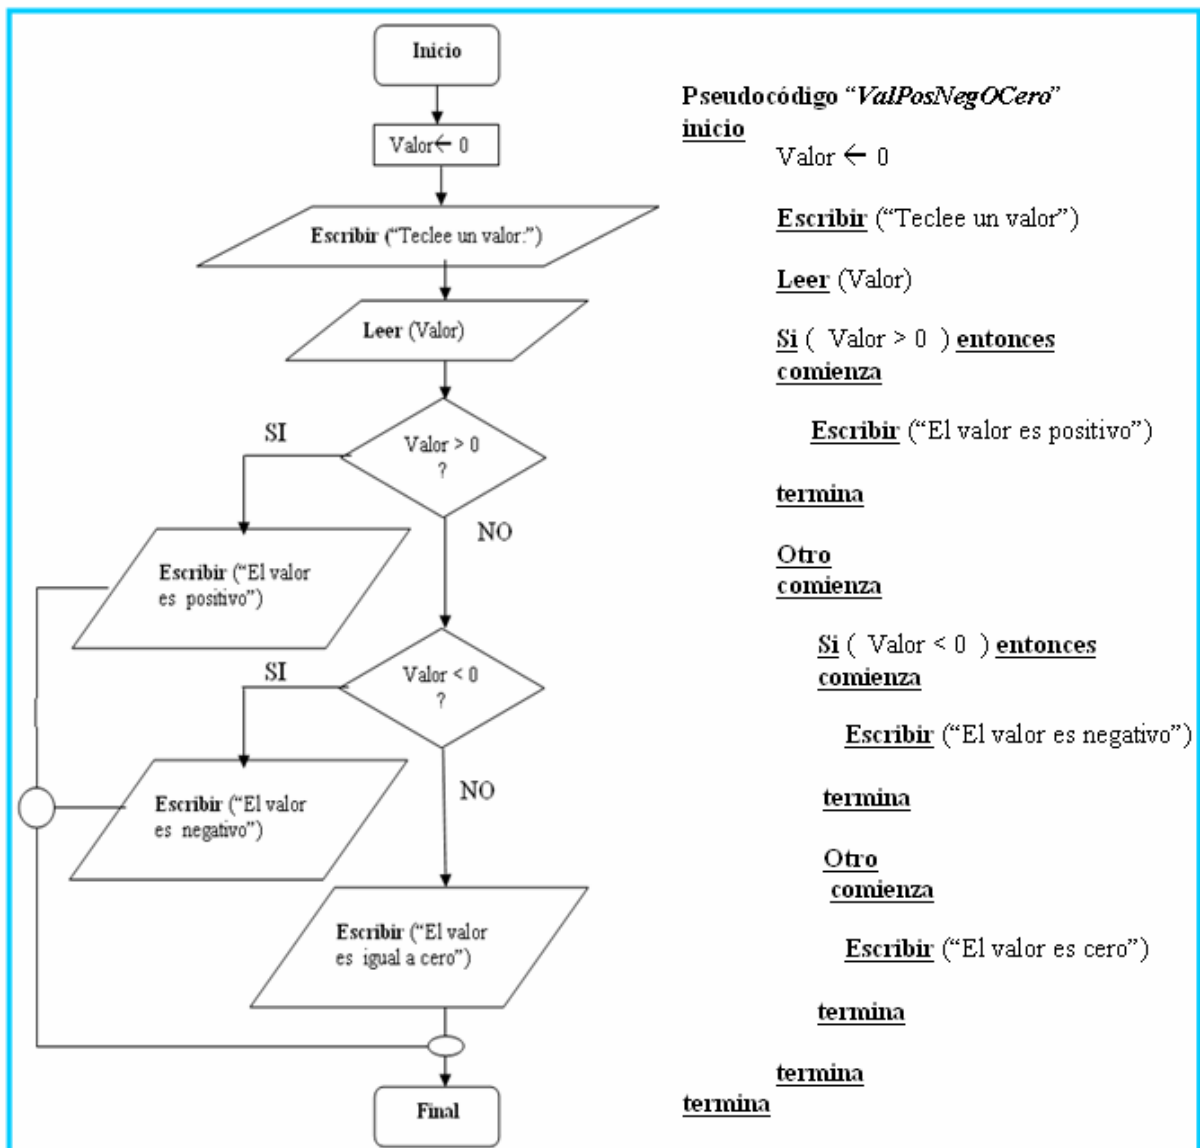 Inicio
Valor← 0
Escribir (“Teclee un valor:”)
Leer (Valor)
Valor > 0
?
SI
NO
Escribir (“El valor
es positivo”)
Valor < 0
?
SI
NO
Escribir (“El valor
es negativo”)
Escribir (“El valor
es igual a cero”)
Final
Pseudocódigo “ValPosNegOCero”
inicio
Valor ← 0
Escribir (“Teclee un valor”)
Leer (Valor)
Si ( Valor > 0 ) entonces
comienza
Escribir (“El valor es positivo”)
termina
Otro
comienza
Si ( Valor < 0 ) entonces
comienza
Escribir (“El valor es negativo”)
termina
Otro
comienza
Escribir (“El valor es cero”)
termina
termina
termina